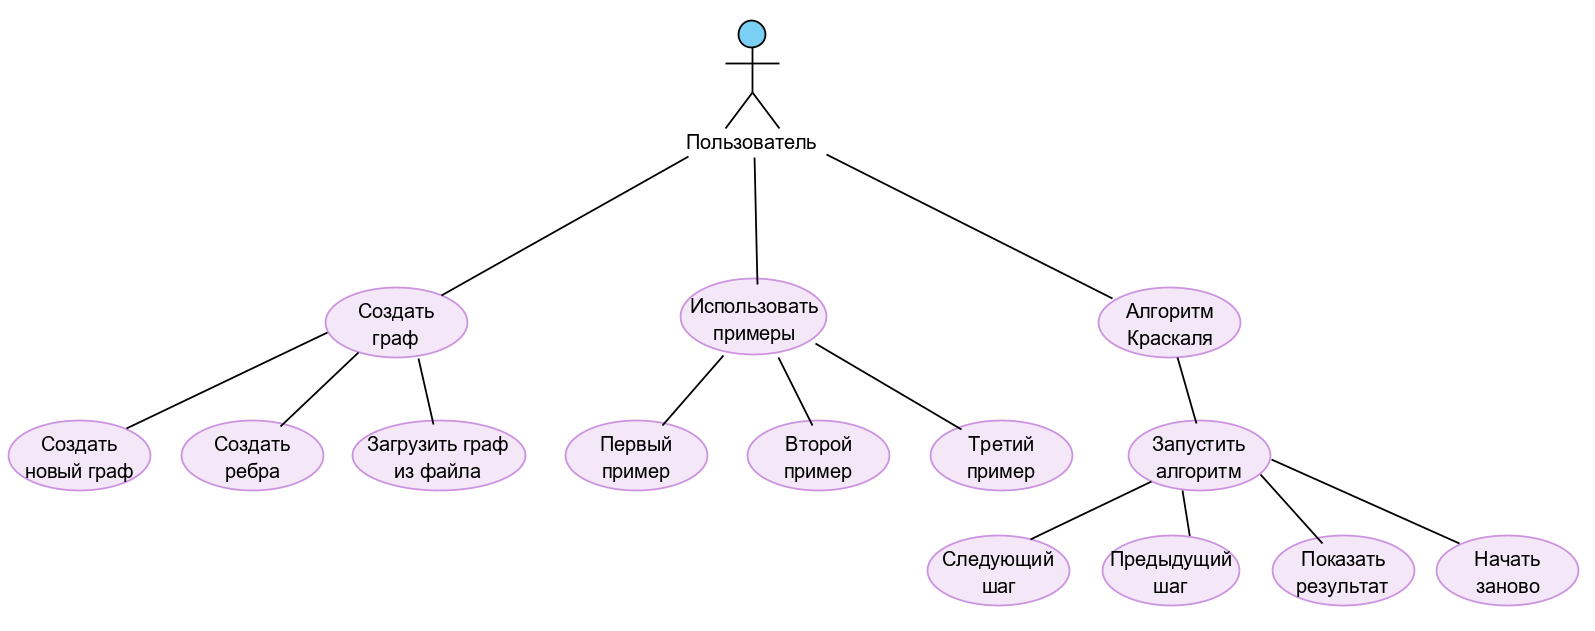 Пользователь
Создать
граф
Использовать
примеры
Алгоритм
Краскаля
Создать
новый граф
Создать
ребра
Загрузить граф
из файла
Первый
пример
Второй
пример
Третий
пример
Запустить
алгоритм
Следующий
шаг
Предыдущий
шаг
Показать
результат
Начать
заново